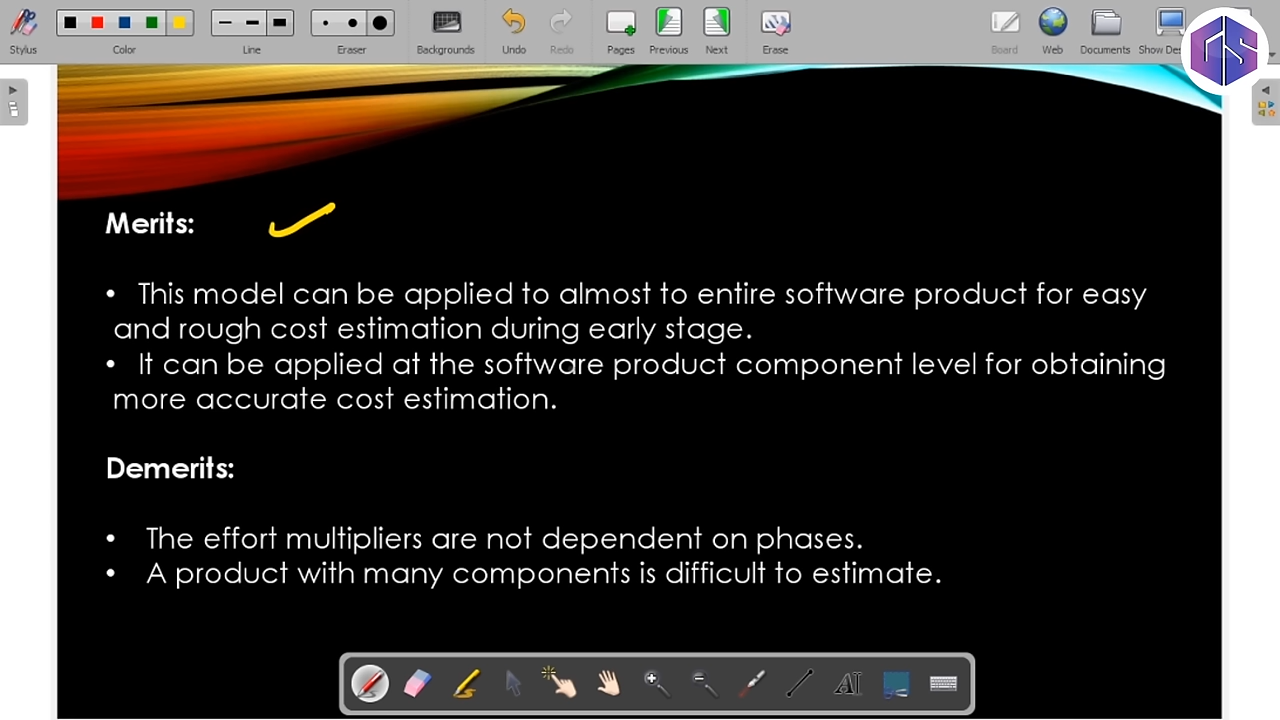 Stylus Color Line Eraser Backgrounds Undo Redo Pages Previous Next Erase Board Web Documents Show
Merits:
• This model can be applied to almost to entire software product for easy
and rough cost estimation during early stage.
• It can be applied at the software product component level for obtaining
more accurate cost estimation.
Demerits:
• The effort multipliers are not dependent on phases.
• A product with many components is difficult to estimate.
AI